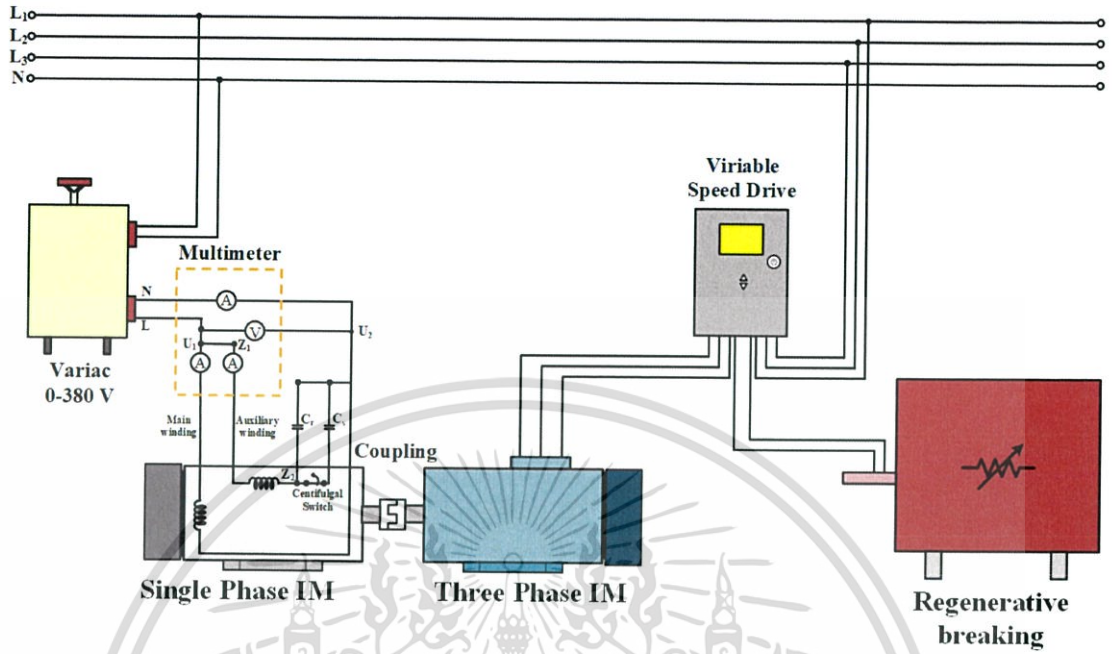 L1
L2
L3
N
Viriable
Speed Drive
Multimeter
N
A
L
V
U2
U1
Z1
A
A
Variac
0-380 V
Main
winding
Auxiliary
winding
Cr
Cs
Coupling
Z2
Centifulgal
Switch
Single Phase IM
Three Phase IM
Regenerative
breaking